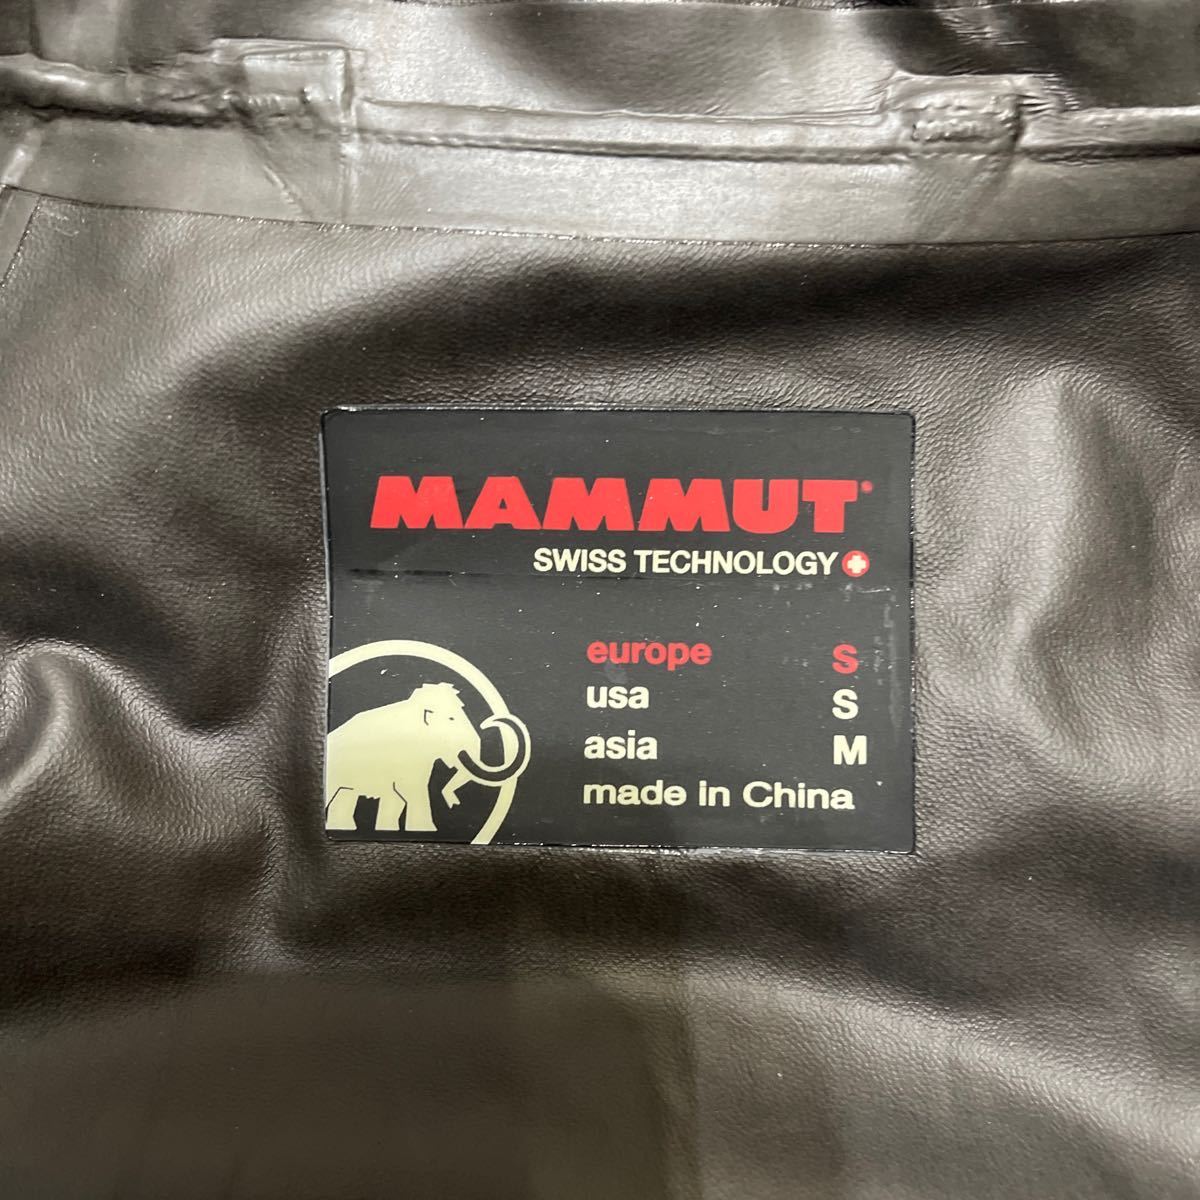 MAMMUT®
SWISS TECHNOLOGY
europe S
usa S
asia M
made in China